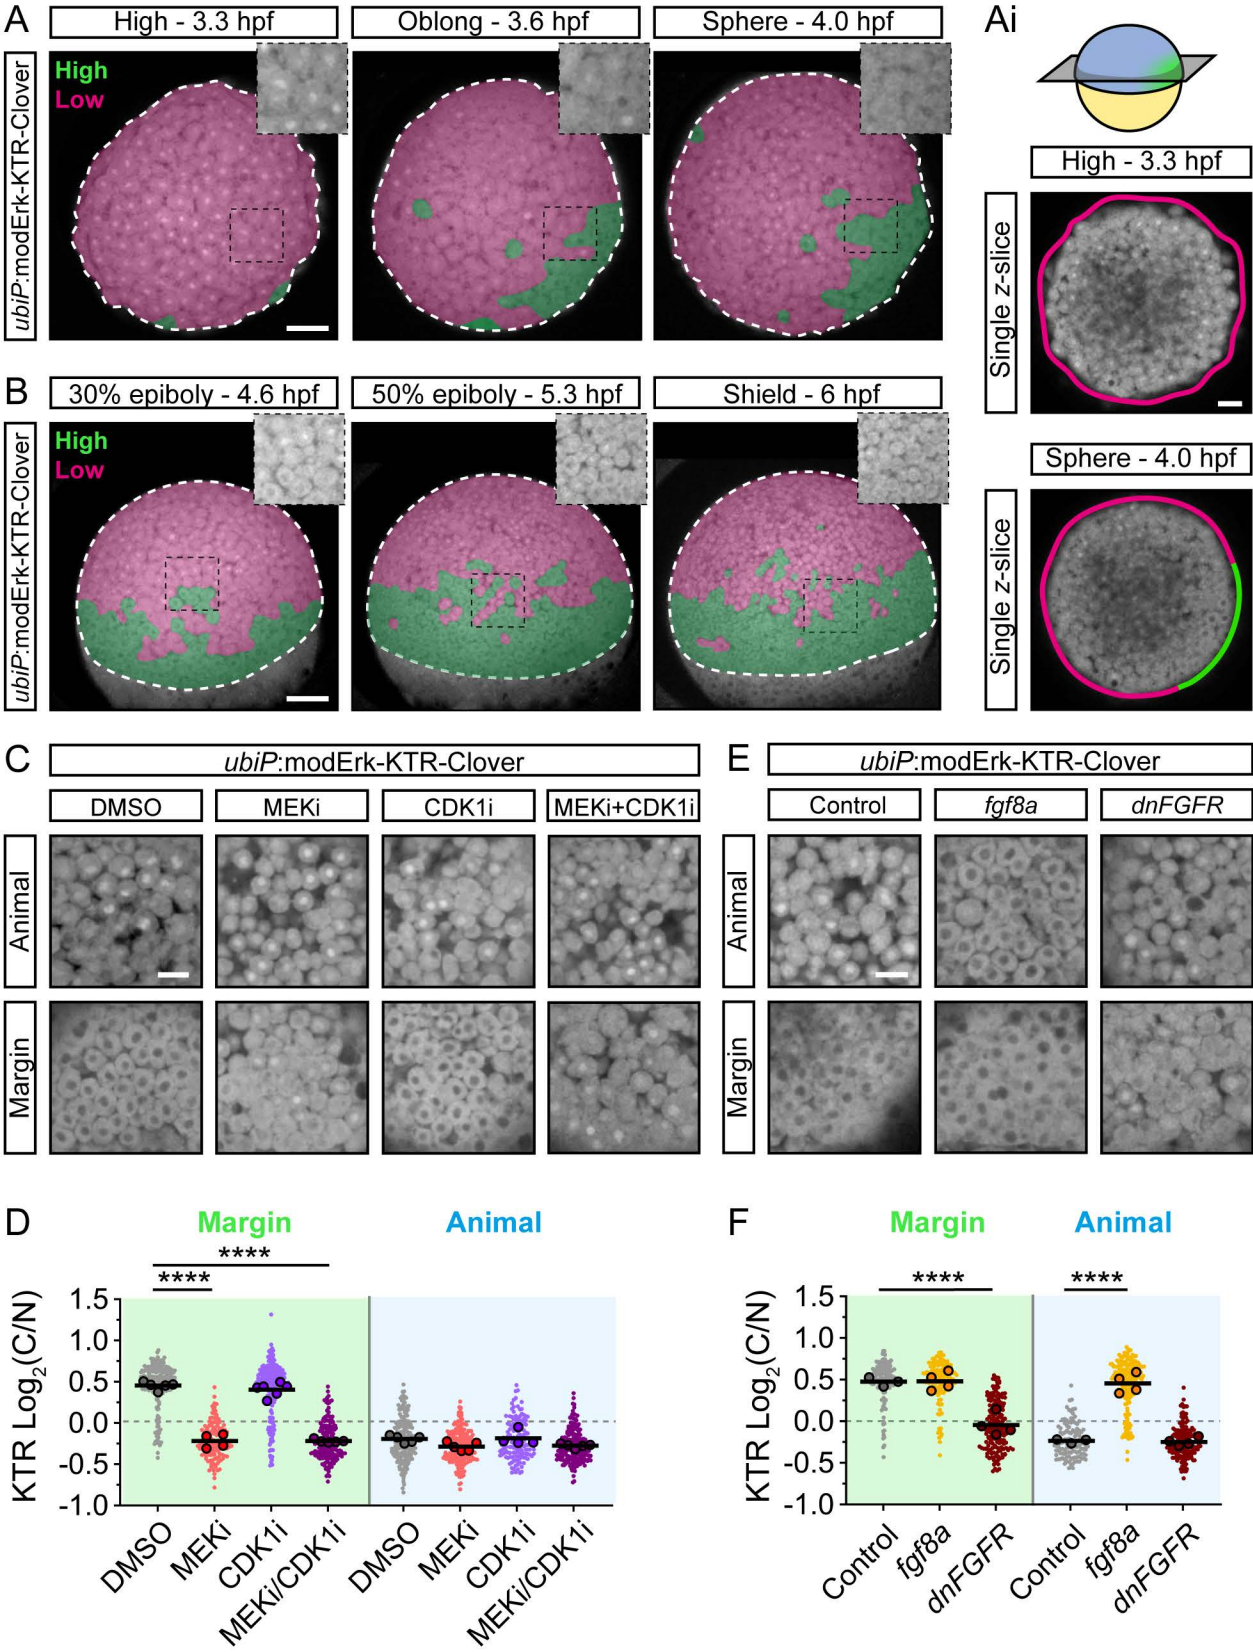 A
High - 3.3 hpf
Oblong - 3.6 hpf
Sphere - 4.0 hpf
ubiP:modErk-KTR-Clover
High
Low
Ai
High - 3.3 hpf
Single z-slice
Sphere - 4.0 hpf
Single z-slice
B
30% epiboly - 4.6 hpf
50% epiboly - 5.3 hpf
Shield - 6 hpf
ubiP:modErk-KTR-Clover
High
Low
C
ubiP:modErk-KTR-Clover
DMSO
MEKi
CDK1i
MEKi+CDK1i
Animal
Margin
E
ubiP:modErk-KTR-Clover
Control
fgf8a
dnFGFR
Animal
Margin
D
Margin
Animal
****
****
KTR Log2(C/N)
1.5
1.0
0.5
0.0
-0.5
-1.0
DMSO
MEKi
CDK1i
MEKi/CDK1i
DMSO
MEKi
CDK1i
MEKi/CDK1i
F
Margin
Animal
****
****
KTR Log2(C/N)
1.5
1.0
0.5
0.0
-0.5
-1.0
Control
fgf8a
dnFGFR
Control
fgf8a
dnFGFR